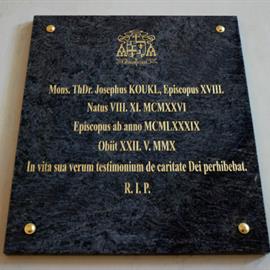 Mons. ThDr. Josephus KOUKL, Episcopus XVIII.
Natus VIII. XI. MCMXXVI
Episcopus ab anno MCMLXXXIX
Obiit XXII. V. MMX
In vita sua verum testimonium de caritate Dei perhibebat.
R. I. P.